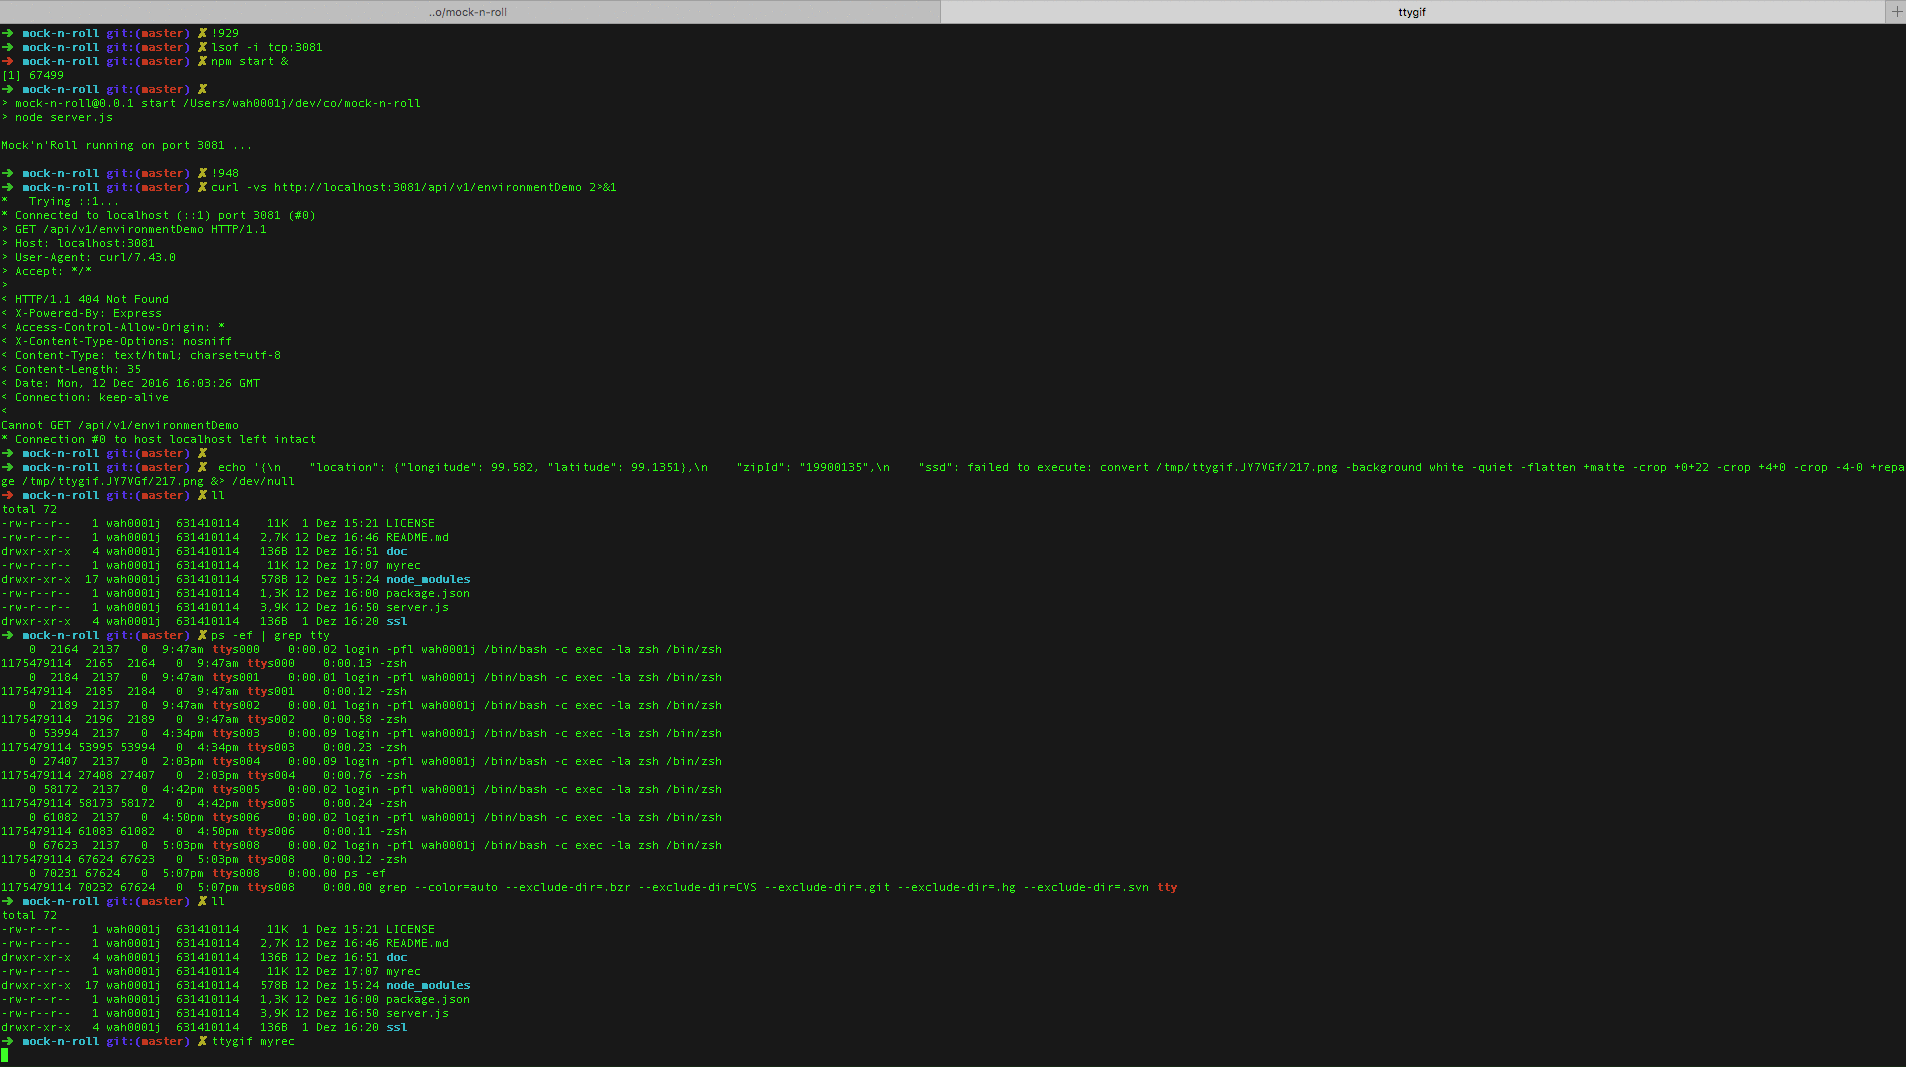 ..o/mock-n-roll ttygif +
➜ mock-n-roll git:(master) ✗ !929
➜ mock-n-roll git:(master) ✗ lsof -i tcp:3081
➜ mock-n-roll git:(master) ✗ npm start &
[1] 67499
➜ mock-n-roll git:(master) ✗
> mock-n-roll@0.0.1 start /Users/wah0001j/dev/co/mock-n-roll
> node server.js
Mock'n'Roll running on port 3081 ...
➜ mock-n-roll git:(master) ✗ !948
➜ mock-n-roll git:(master) ✗ curl -vs http://localhost:3081/api/v1/environmentDemo 2>&1
*   Trying ::1...
* Connected to localhost (::1) port 3081 (#0)
> GET /api/v1/environmentDemo HTTP/1.1
> Host: localhost:3081
> User-Agent: curl/7.43.0
> Accept: */*
>
< HTTP/1.1 404 Not Found
< X-Powered-By: Express
< Access-Control-Allow-Origin: *
< X-Content-Type-Options: nosniff
< Content-Type: text/html; charset=utf-8
< Content-Length: 35
< Date: Mon, 12 Dec 2016 16:03:26 GMT
< Connection: keep-alive
<
Cannot GET /api/v1/environmentDemo
* Connection #0 to host localhost left intact
➜ mock-n-roll git:(master) ✗
➜ mock-n-roll git:(master) ✗  echo '{\n    "location": {"longitude": 99.582, "latitude": 99.1351},\n    "zipId": "19900135",\n    "ssd": failed to execute: convert /tmp/ttygif.JY7VGf/217.png -background white -quiet -flatten +matte -crop +0+22 -crop +4+0 -crop -4-0 +repa
ge /tmp/ttygif.JY7VGf/217.png &> /dev/null
➜ mock-n-roll git:(master) ✗ ll
total 72
-rw-r--r--   1 wah0001j  631410114    11K  1 Dez 15:21 LICENSE
-rw-r--r--   1 wah0001j  631410114   2,7K 12 Dez 16:46 README.md
drwxr-xr-x   4 wah0001j  631410114   136B 12 Dez 16:51 doc
-rw-r--r--   1 wah0001j  631410114    11K 12 Dez 17:07 myrec
drwxr-xr-x  17 wah0001j  631410114   578B 12 Dez 15:24 node_modules
-rw-r--r--   1 wah0001j  631410114   1,3K 12 Dez 16:00 package.json
-rw-r--r--   1 wah0001j  631410114   3,9K 12 Dez 16:50 server.js
drwxr-xr-x   4 wah0001j  631410114   136B  1 Dez 16:20 ssl
➜ mock-n-roll git:(master) ✗ ps -ef | grep tty
    0  2164  2137   0  9:47am ttys000    0:00.02 login -pfl wah0001j /bin/bash -c exec -la zsh /bin/zsh
1175479114  2165  2164   0  9:47am ttys000    0:00.13 -zsh
    0  2184  2137   0  9:47am ttys001    0:00.01 login -pfl wah0001j /bin/bash -c exec -la zsh /bin/zsh
1175479114  2185  2184   0  9:47am ttys001    0:00.12 -zsh
    0  2189  2137   0  9:47am ttys002    0:00.01 login -pfl wah0001j /bin/bash -c exec -la zsh /bin/zsh
1175479114  2196  2189   0  9:47am ttys002    0:00.58 -zsh
    0 53994  2137   0  4:34pm ttys003    0:00.09 login -pfl wah0001j /bin/bash -c exec -la zsh /bin/zsh
1175479114 53995 53994   0  4:34pm ttys003    0:00.23 -zsh
    0 27407  2137   0  2:03pm ttys004    0:00.09 login -pfl wah0001j /bin/bash -c exec -la zsh /bin/zsh
1175479114 27408 27407   0  2:03pm ttys004    0:00.76 -zsh
    0 58172  2137   0  4:42pm ttys005    0:00.02 login -pfl wah0001j /bin/bash -c exec -la zsh /bin/zsh
1175479114 58173 58172   0  4:42pm ttys005    0:00.24 -zsh
    0 61082  2137   0  4:50pm ttys006    0:00.02 login -pfl wah0001j /bin/bash -c exec -la zsh /bin/zsh
1175479114 61083 61082   0  4:50pm ttys006    0:00.11 -zsh
    0 67623  2137   0  5:03pm ttys008    0:00.02 login -pfl wah0001j /bin/bash -c exec -la zsh /bin/zsh
1175479114 67624 67623   0  5:03pm ttys008    0:00.12 -zsh
    0 70231 67624   0  5:07pm ttys008    0:00.00 ps -ef
1175479114 70232 67624   0  5:07pm ttys008    0:00.00 grep --color=auto --exclude-dir=.bzr --exclude-dir=CVS --exclude-dir=.git --exclude-dir=.hg --exclude-dir=.svn tty
➜ mock-n-roll git:(master) ✗ ll
total 72
-rw-r--r--   1 wah0001j  631410114    11K  1 Dez 15:21 LICENSE
-rw-r--r--   1 wah0001j  631410114   2,7K 12 Dez 16:46 README.md
drwxr-xr-x   4 wah0001j  631410114   136B 12 Dez 16:51 doc
-rw-r--r--   1 wah0001j  631410114    11K 12 Dez 17:07 myrec
drwxr-xr-x  17 wah0001j  631410114   578B 12 Dez 15:24 node_modules
-rw-r--r--   1 wah0001j  631410114   1,3K 12 Dez 16:00 package.json
-rw-r--r--   1 wah0001j  631410114   3,9K 12 Dez 16:50 server.js
drwxr-xr-x   4 wah0001j  631410114   136B  1 Dez 16:20 ssl
➜ mock-n-roll git:(master) ✗ ttygif myrec